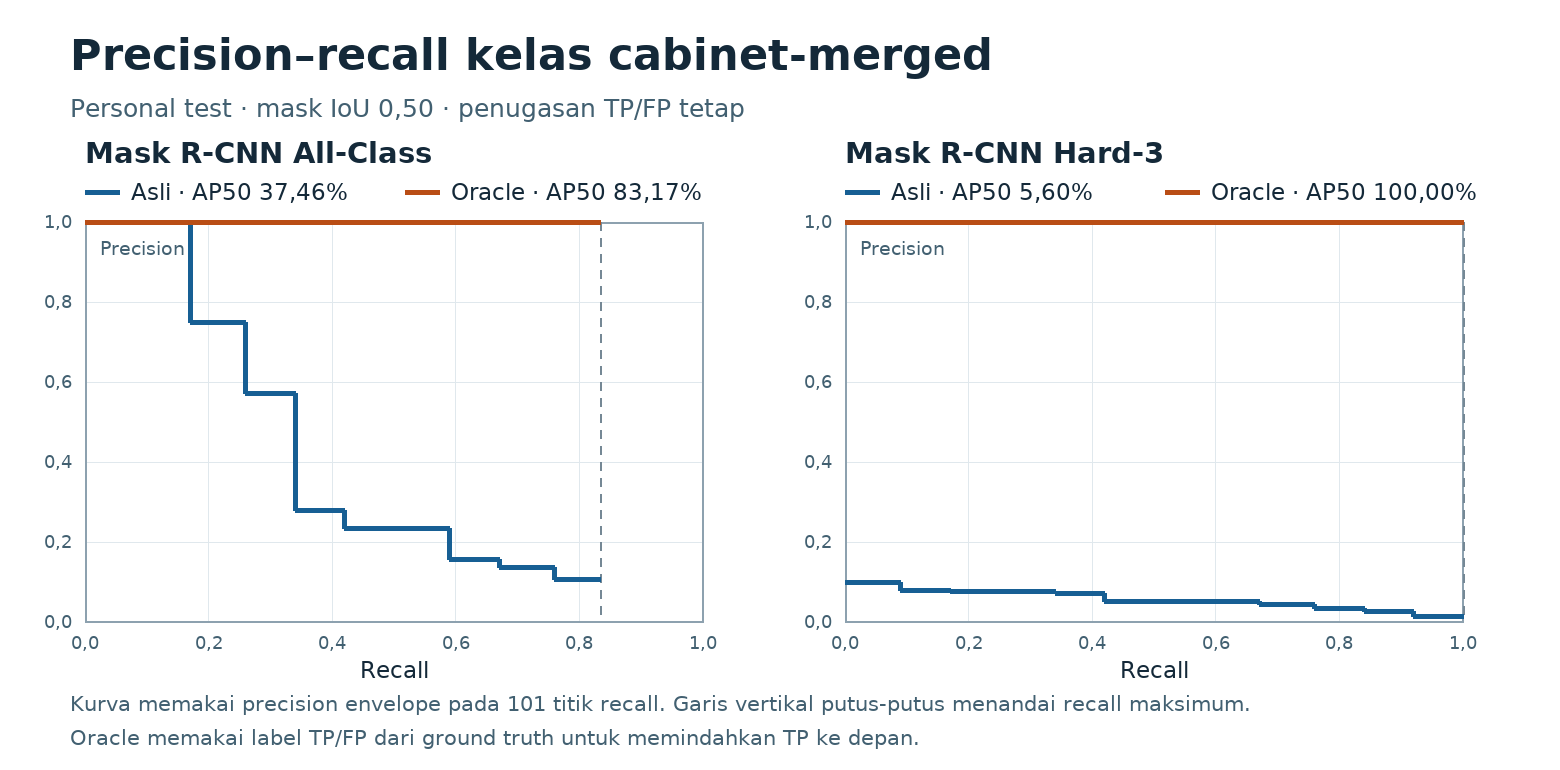 Precision–recall kelas cabinet-merged
Personal test · mask IoU 0,50 · penugasan TP/FP tetap
Mask R-CNN All-Class
Asli · AP50 37,46%
Oracle · AP50 83,17%
1,0
Precision
0,8
0,6
0,4
0,2
0,0
0,0
0,2
0,4
0,6
0,8
1,0
Recall
Mask R-CNN Hard-3
Asli · AP50 5,60%
Oracle · AP50 100,00%
1,0
Precision
0,8
0,6
0,4
0,2
0,0
0,0
0,2
0,4
0,6
0,8
1,0
Recall
Kurva memakai precision envelope pada 101 titik recall. Garis vertikal putus-putus menandai recall maksimum.
Oracle memakai label TP/FP dari ground truth untuk memindahkan TP ke depan.